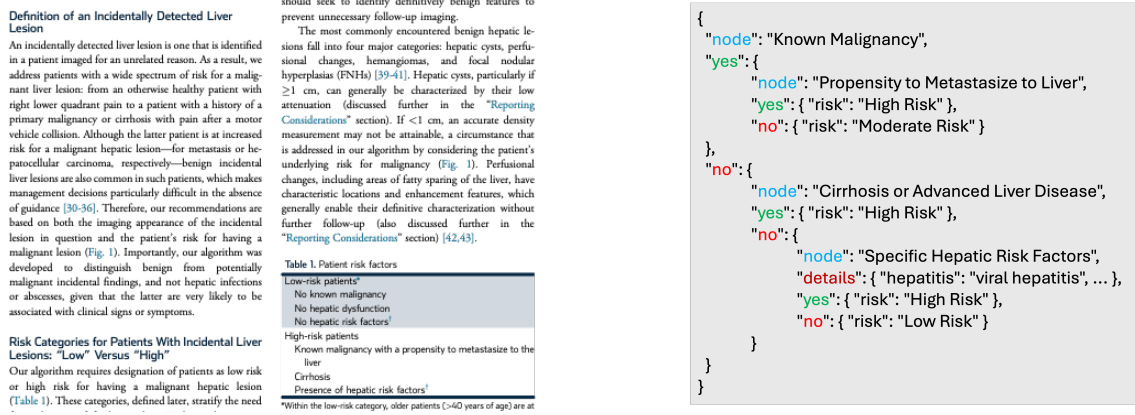 Definition of an Incidentally Detected Liver
Lesion
An incidentally detected liver lesion is one that is identified
in a patient imaged for an unrelated reason. As a result, we
address patients with a wide spectrum of risk for a malig-
nant liver lesion: from an otherwise healthy patient with
right lower quadrant pain to a patient with a history of a
primary malignancy or cirrhosis with pain after a motor
vehicle collision. Although the latter patient is at increased
risk for a malignant hepatic lesion—for metastasis or he-
patocellular carcinoma, respectively—benign incidental
liver lesions are also common in such patients, which makes
management decisions particularly difficult in the absence
of guidance [30-36]. Therefore, our recommendations are
based on both the imaging appearance of the incidental
lesion in question and the patient's risk for having a
malignant lesion (Fig. 1). Importantly, our algorithm was
developed to distinguish benign from potentially
malignant incidental findings, and not hepatic infections
or abscesses, given that the latter are very likely to be
associated with clinical signs or symptoms.
Risk Categories for Patients With Incidental Liver
Lesions: "Low" Versus "High"
Our algorithm requires designation of patients as low risk
or high risk for having a malignant hepatic lesion
(Table 1). These categories, defined later, stratify the need
should seek to identify definitively benign features to
prevent unnecessary follow-up imaging.
The most commonly encountered benign hepatic le-
sions fall into four major categories: hepatic cysts, perfu-
sional changes, hemangiomas, and focal nodular
hyperplasias (FNHs) [39-41]. Hepatic cysts, particularly if
≥1 cm, can generally be characterized by their low
attenuation (discussed further in the "Reporting
Considerations" section). If <1 cm, an accurate density
measurement may not be attainable, a circumstance that
is addressed in our algorithm by considering the patient's
underlying risk for malignancy (Fig. 1). Perfusional
changes, including areas of fatty sparing of the liver, have
characteristic locations and enhancement features, which
generally enable their definitive characterization without
further follow-up (also discussed further in the
"Reporting Considerations" section) [42,43].
Table 1. Patient risk factors
Low-risk patients*
No known malignancy
No hepatic dysfunction
No hepatic risk factors†
High-risk patients
Known malignancy with a propensity to metastasize to the
liver
Cirrhosis
Presence of hepatic risk factors†
*Within the low-risk category, older patients (>40 years of age) are at
{
"node": "Known Malignancy",
"yes": {
"node": "Propensity to Metastasize to Liver",
"yes": { "risk": "High Risk" },
"no": { "risk": "Moderate Risk" }
},
"no": {
"node": "Cirrhosis or Advanced Liver Disease",
"yes": { "risk": "High Risk" },
"no": {
"node": "Specific Hepatic Risk Factors",
"details": { "hepatitis": "viral hepatitis", ... },
"yes": { "risk": "High Risk" },
"no": { "risk": "Low Risk" }
}
}
}